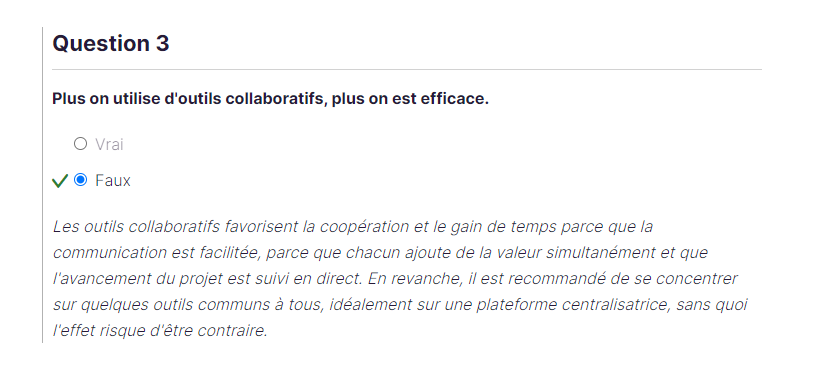 Question 3
Plus on utilise d'outils collaboratifs, plus on est efficace.
Vrai
Faux
Les outils collaboratifs favorisent la coopération et le gain de temps parce que la
communication est facilitée, parce que chacun ajoute de la valeur simultanément et que
l'avancement du projet est suivi en direct. En revanche, il est recommandé de se concentrer
sur quelques outils communs à tous, idéalement sur une plateforme centralisatrice, sans quoi
l'effet risque d'être contraire.